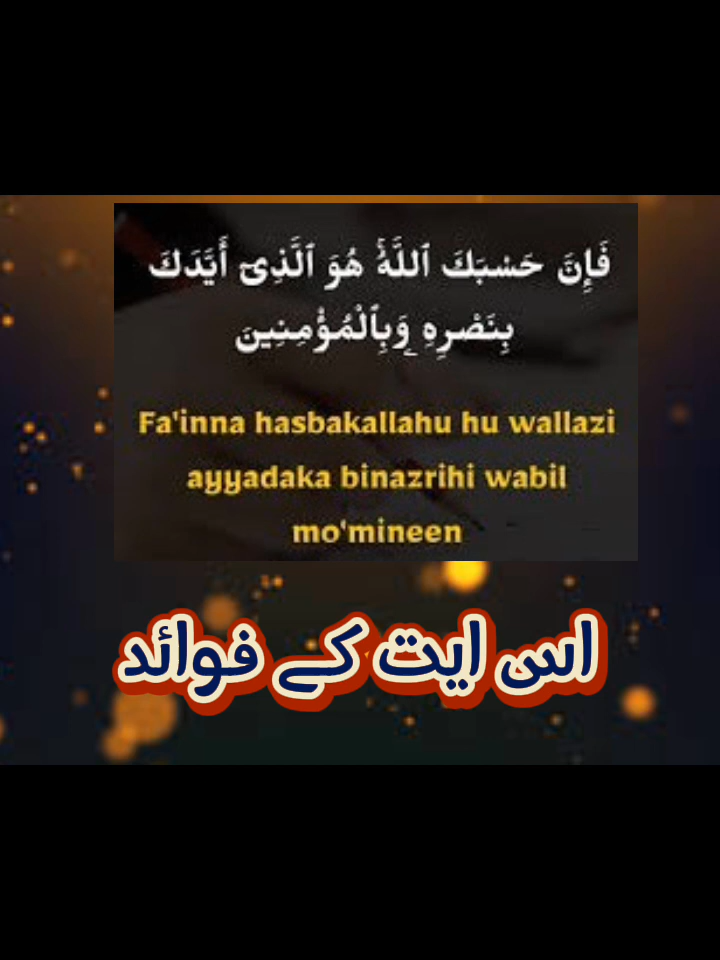 فَإِنَّ حَسْبَكَ ٱللَّهُ هُوَ ٱلَّذِىٓ أَيَّدَكَ
بِنَصْرِهِۦ وَبِٱلْمُؤْمِنِينَ
Fa'inna hasbakallahu hu wallazi
ayyadaka binazrihi wabil
mo'mineen
اس ایت کے فوائد